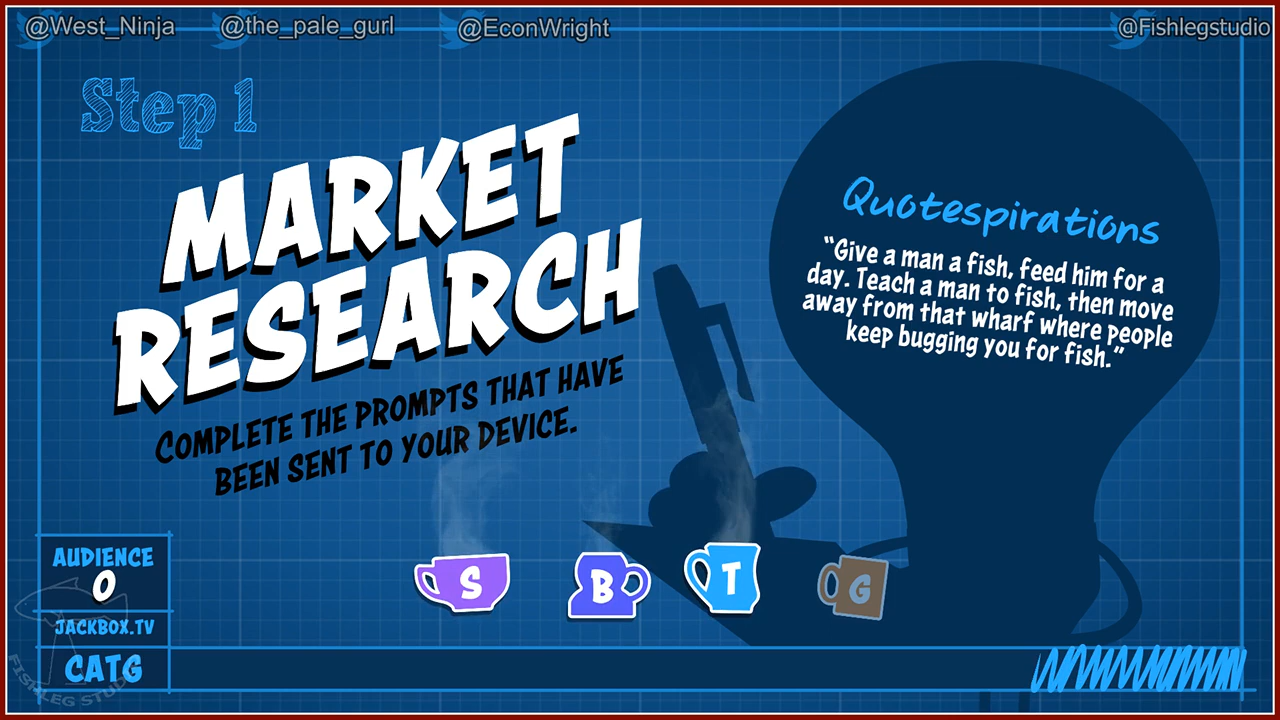 @West_Ninja @the_pale_gurl @EconWright @Fishlegstudio
Step 1
MARKET
RESEARCH
COMPLETE THE PROMPTS THAT HAVE
BEEN SENT TO YOUR DEVICE.
Quotespirations
“Give a man a fish, feed him for a
day. Teach a man to fish, then move
away from that wharf where people
keep bugging you for fish.”
S B T G
AUDIENCE
0
JACKBOX.TV
CATG
FISHLEG STUD